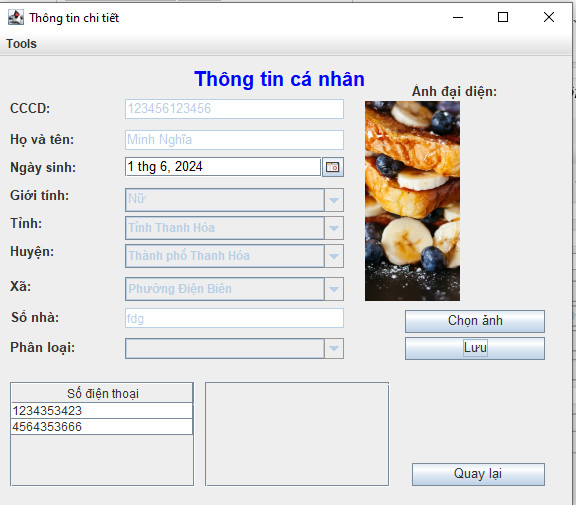 Thông tin chi tiết
Tools
Thông tin cá nhân
Ảnh đại diện:
CCCD: 123456123456
Họ và tên: Minh Nghĩa
Ngày sinh: 1 thg 6, 2024
Giới tính: Nữ
Tỉnh: Tỉnh Thanh Hóa
Huyện: Thành phố Thanh Hóa
Xã: Phường Điện Biên
Số nhà: fdg
Chọn ảnh
Phân loại:
Lưu
Số điện thoại
1234353423
4564353666
Quay lại